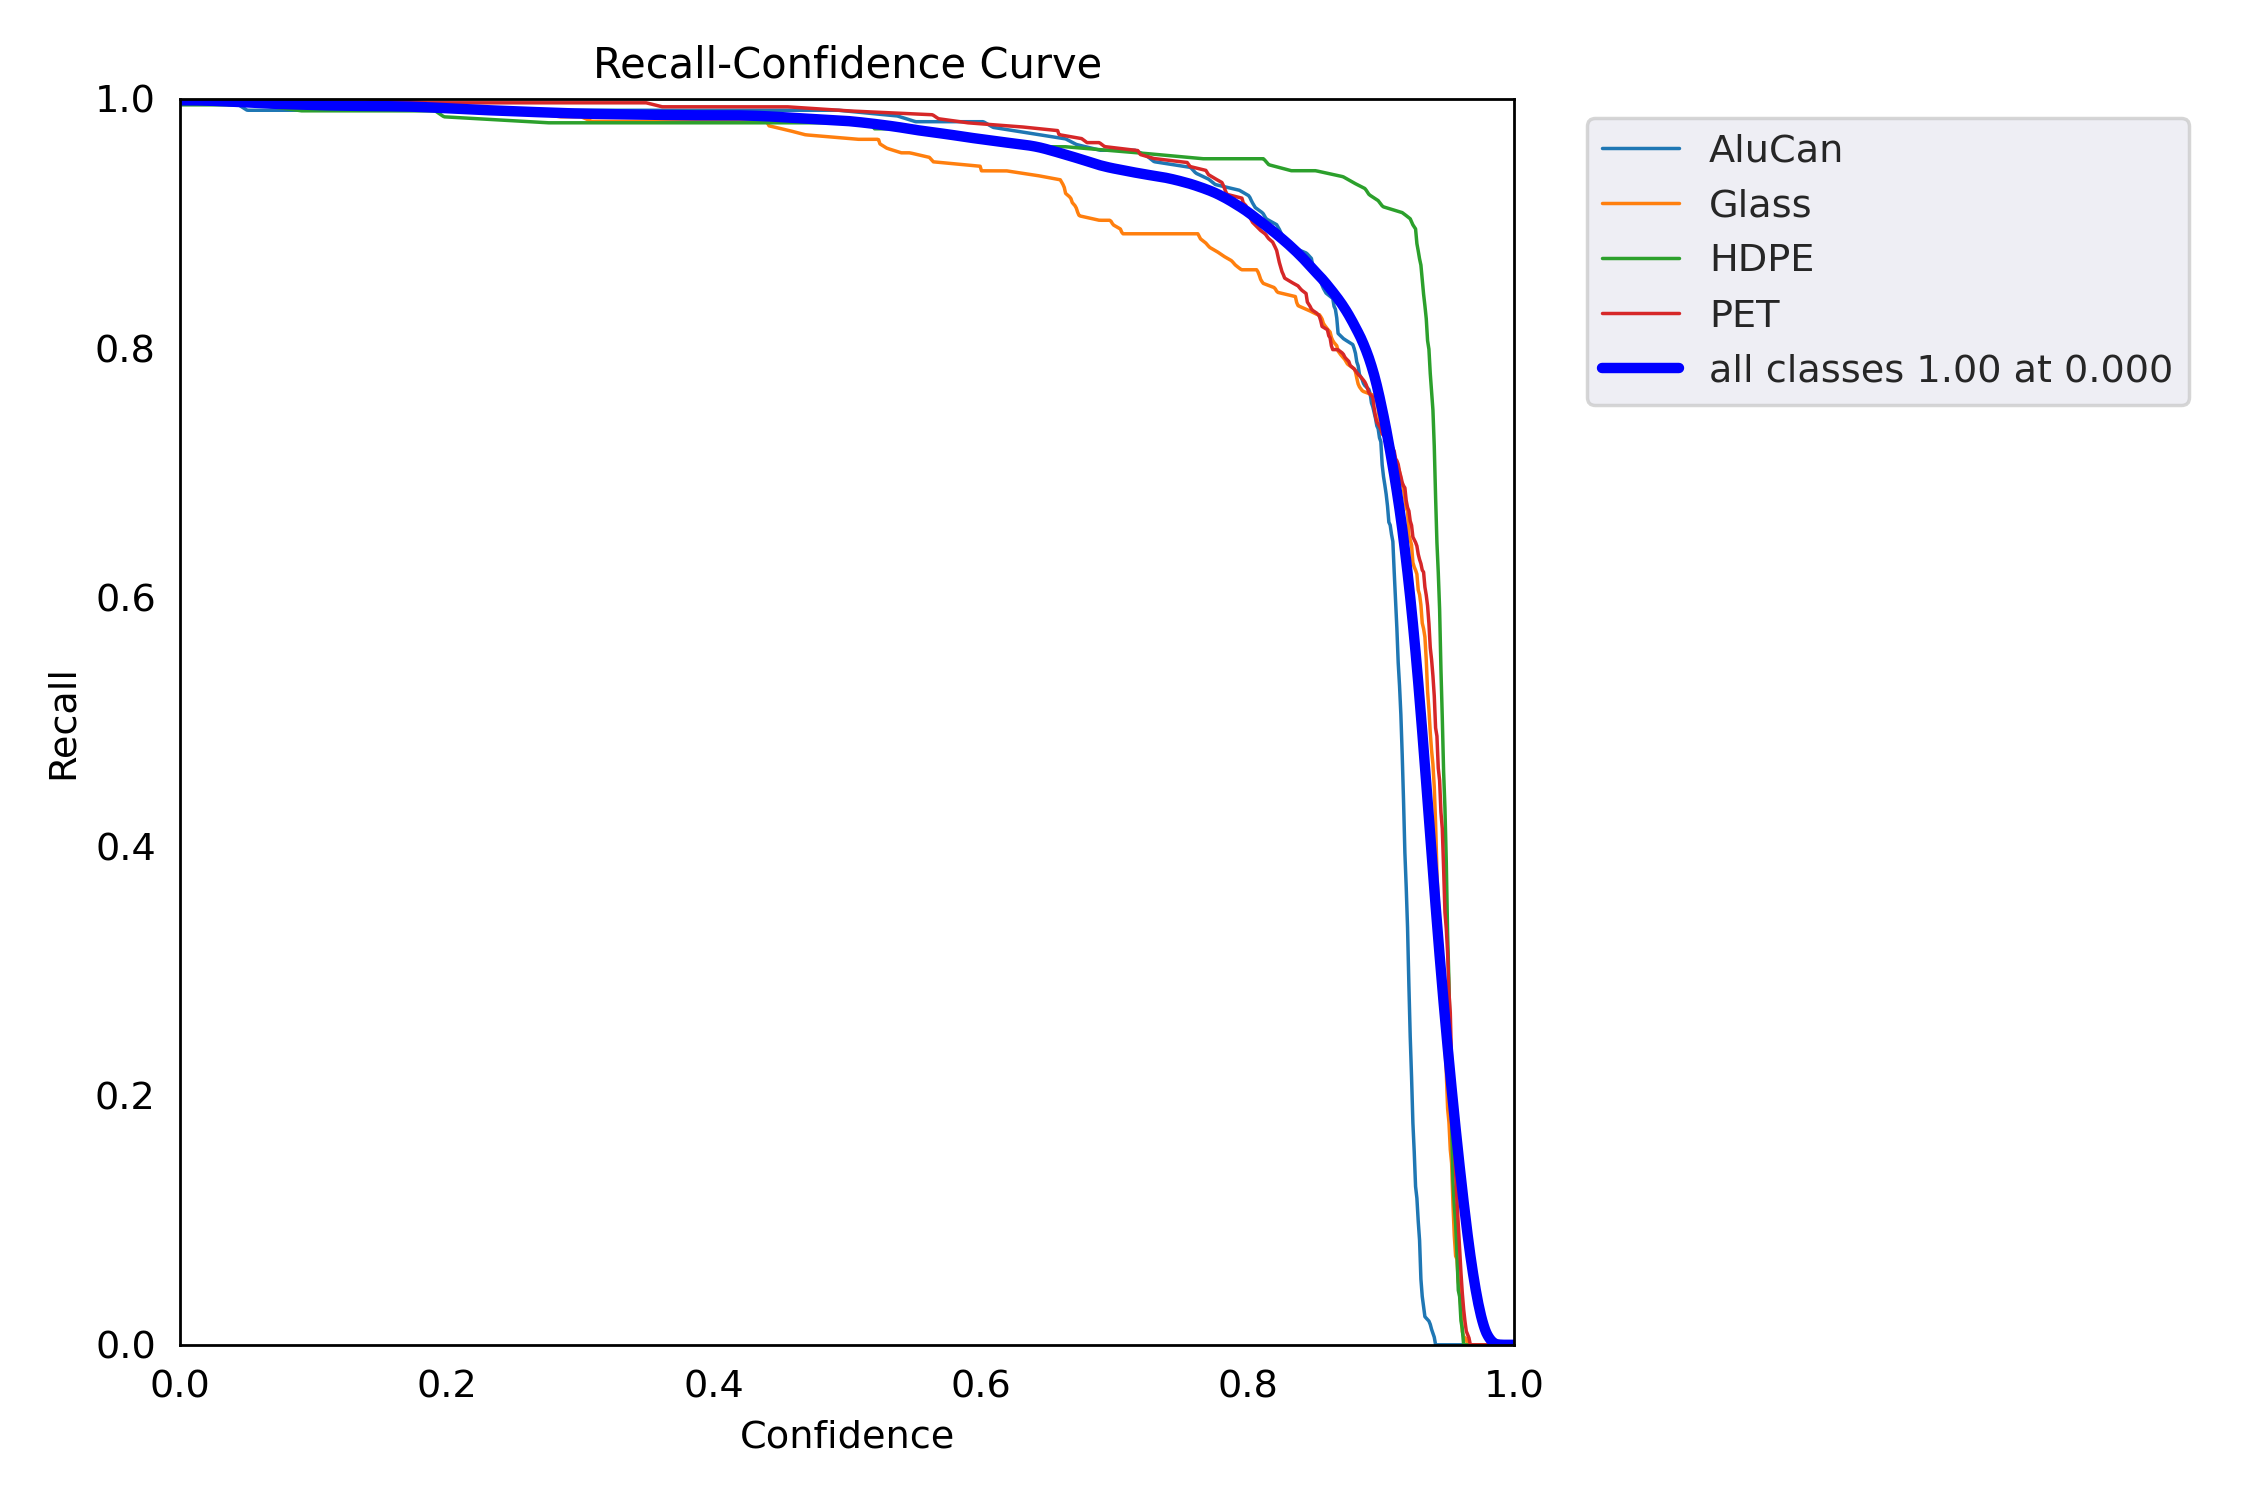 Recall-Confidence Curve
1.0
0.8
0.6
0.4
0.2
0.0
Recall
0.0 0.2 0.4 0.6 0.8 1.0
Confidence
AluCan
Glass
HDPE
PET
all classes 1.00 at 0.000